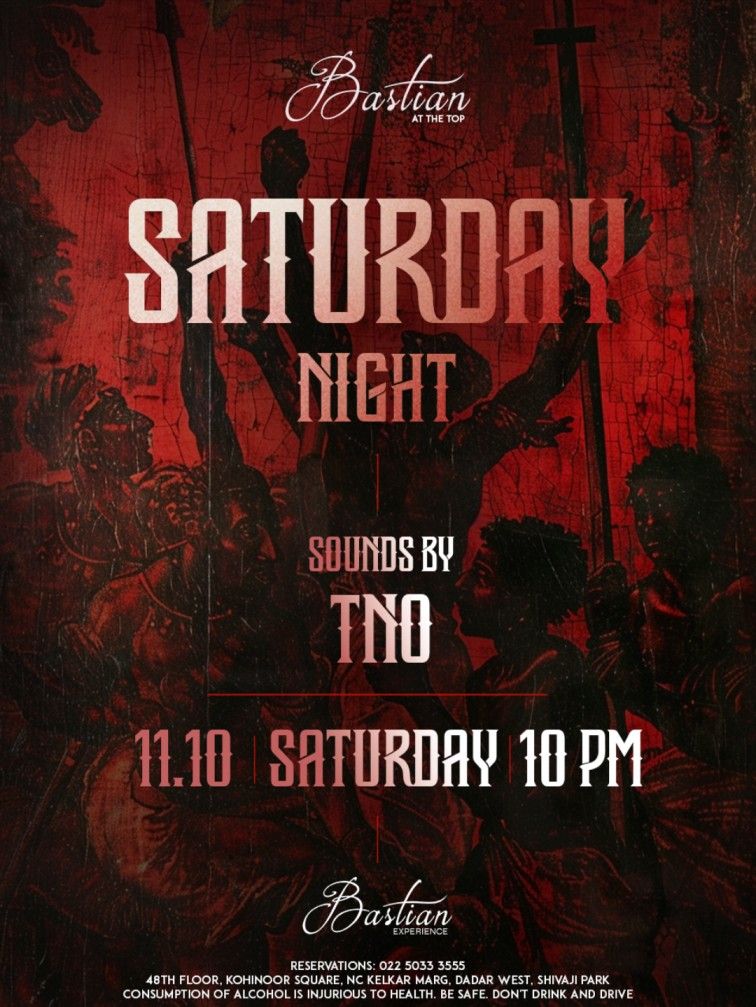 Bastian
AT THE TOP
SATURDAY
NIGHT
SOUNDS BY
TNO
11.10 | SATURDAY | 10 PM
Bastian
EXPERIENCE
RESERVATIONS: 022 5033 3555
48TH FLOOR, KOHINOOR SQUARE, NC KELKAR MARG, DADAR WEST, SHIVAJI PARK
CONSUMPTION OF ALCOHOL IS INJURIOUS TO HEALTH. BE SAFE. DON'T DRINK AND DRIVE